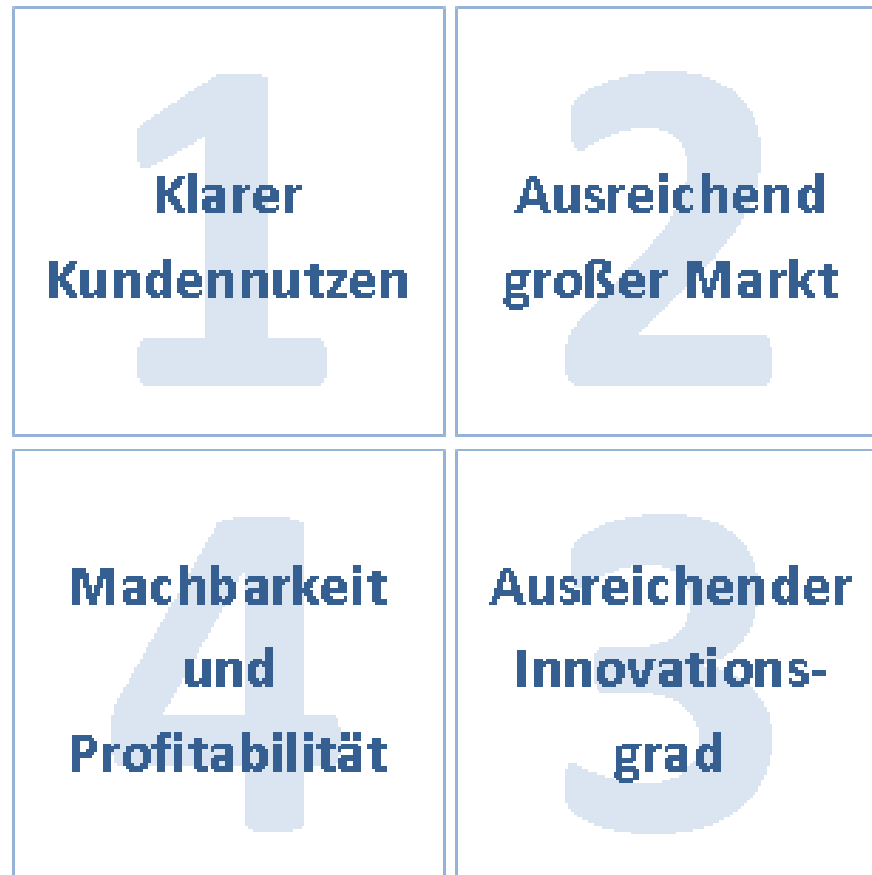 1
Klarer
Kundennutzen
2
Ausreichend
großer Markt
4
Machbarkeit
und
Profitabilität
3
Ausreichender
Innovations-
grad